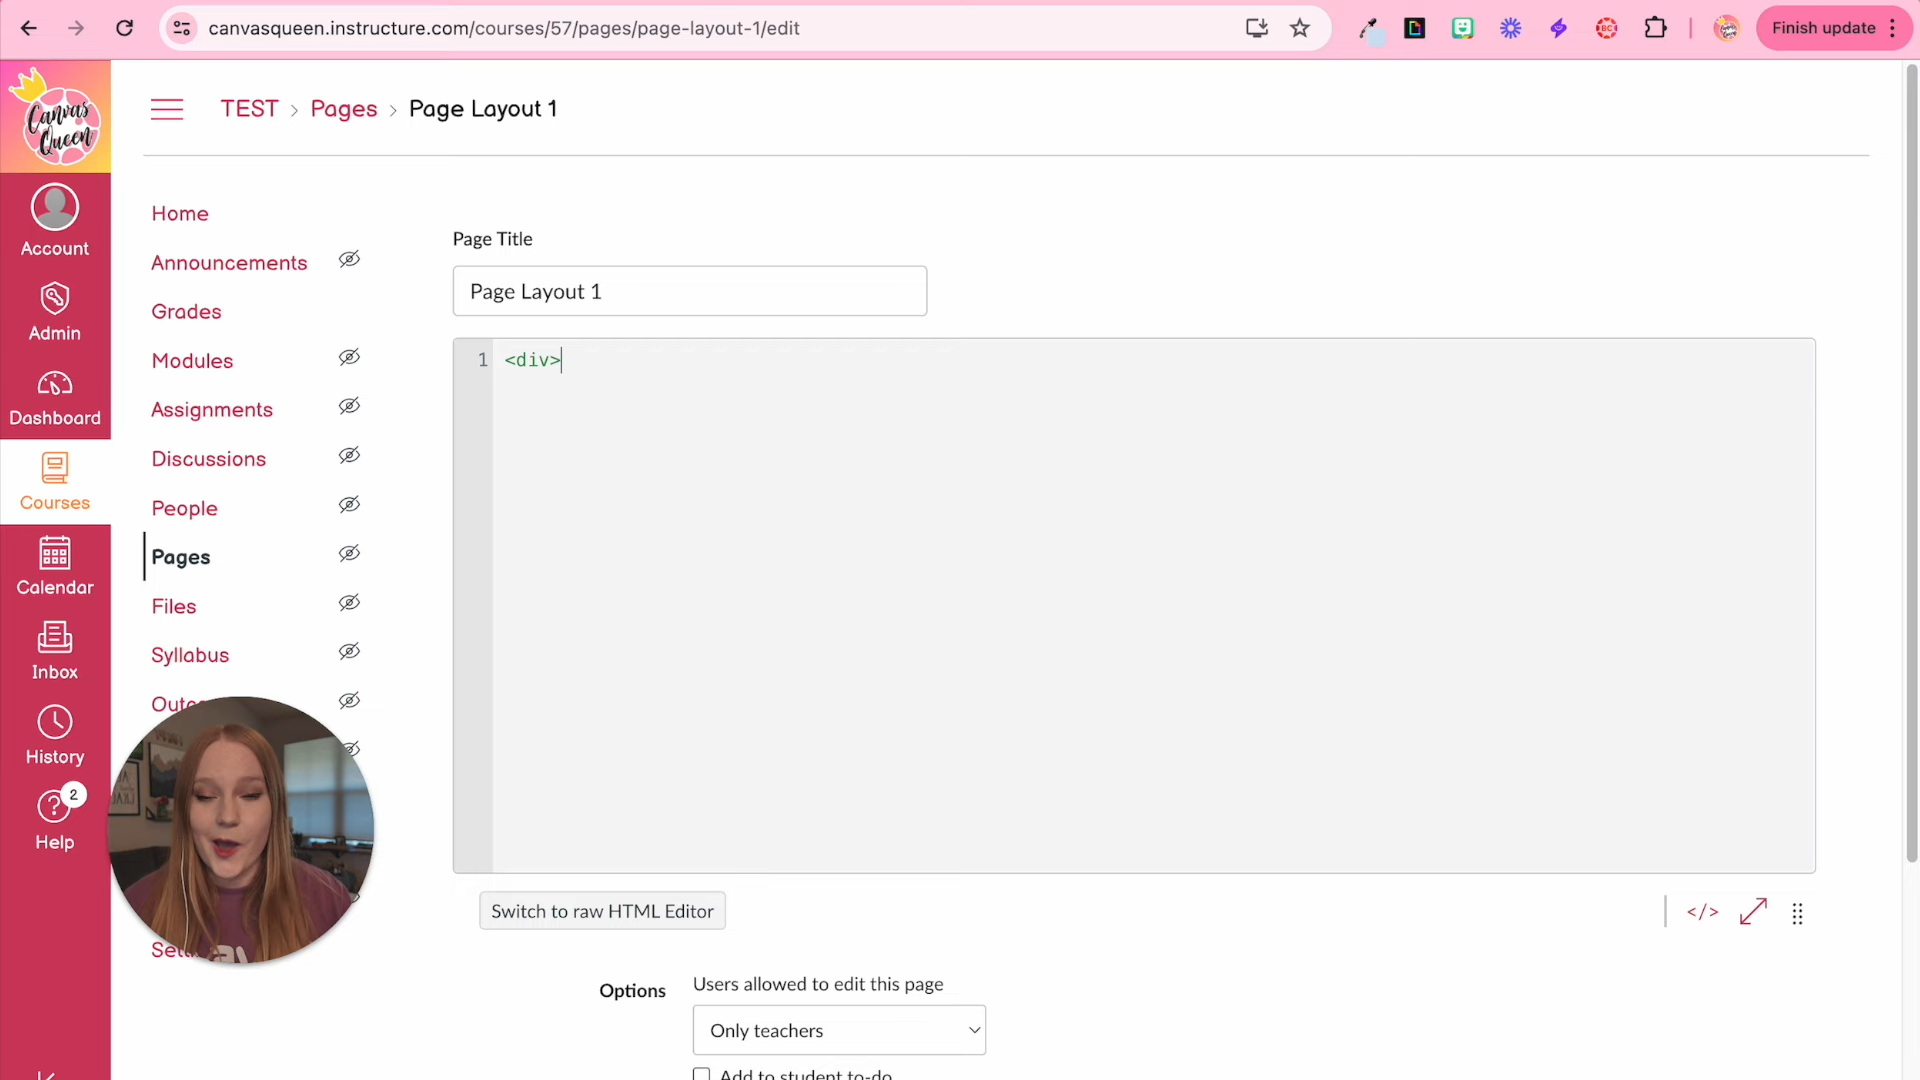 canvasqueen.instructure.com/courses/57/pages/page-layout-1/edit
Finish update
Canvas
Queen
TEST > Pages > Page Layout 1
Account
Admin
Dashboard
Courses
Calendar
Inbox
History
2
Help
Home
Announcements
Grades
Modules
Assignments
Discussions
People
Pages
Files
Syllabus
Page Title
Page Layout 1
1 <div>
Switch to raw HTML Editor
</>
Options
Users allowed to edit this page
Only teachers
Add to student to-do